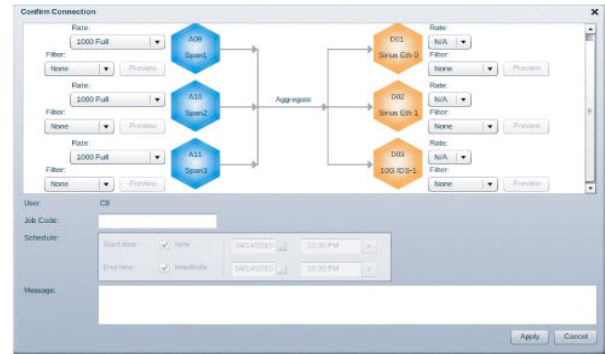 Confirm Connection
Rate:
1000 Full
A09
Span1
Filter:
None
Preview
Rate:
1000 Full
A10
Span2
Filter:
None
Preview
Rate:
1000 Full
A11
Span3
Filter:
None
Preview
Aggregate
D01
Sirius Eth 0
Rate:
N/A
Filter:
None
Preview
D02
Sirius Eth 1
Rate:
N/A
Filter:
None
Preview
D03
10G IDS-1
Rate:
N/A
Filter:
None
Preview
User:
Job Code:
Schedule:
Start time: Now 04/14/2010 10:30 PM
End time: Indefinite 04/14/2010 10:30 PM
Message:
Apply Cancel